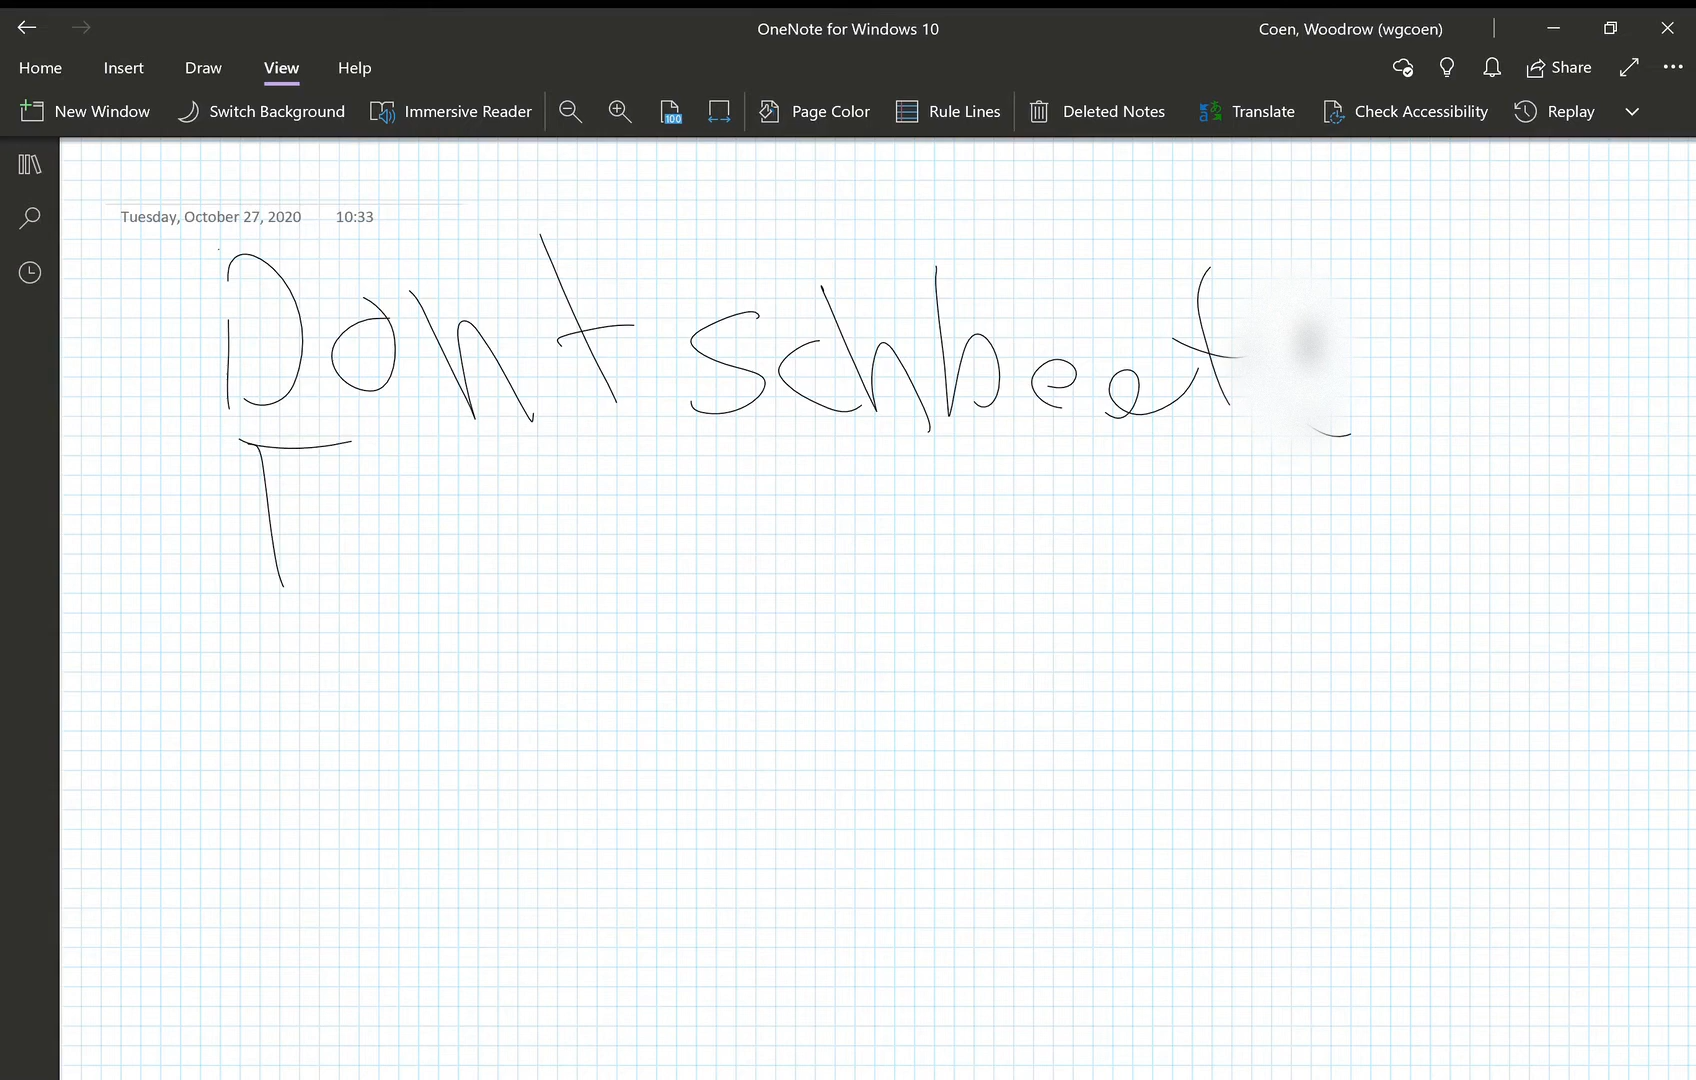 OneNote for Windows 10
Coen, Woodrow (wgcoen)
Home Insert Draw View Help
Share
New Window Switch Background Immersive Reader 100 Page Color Rule Lines Deleted Notes Translate Check Accessibility Replay
Tuesday, October 27, 2020 10:33
Dont
T